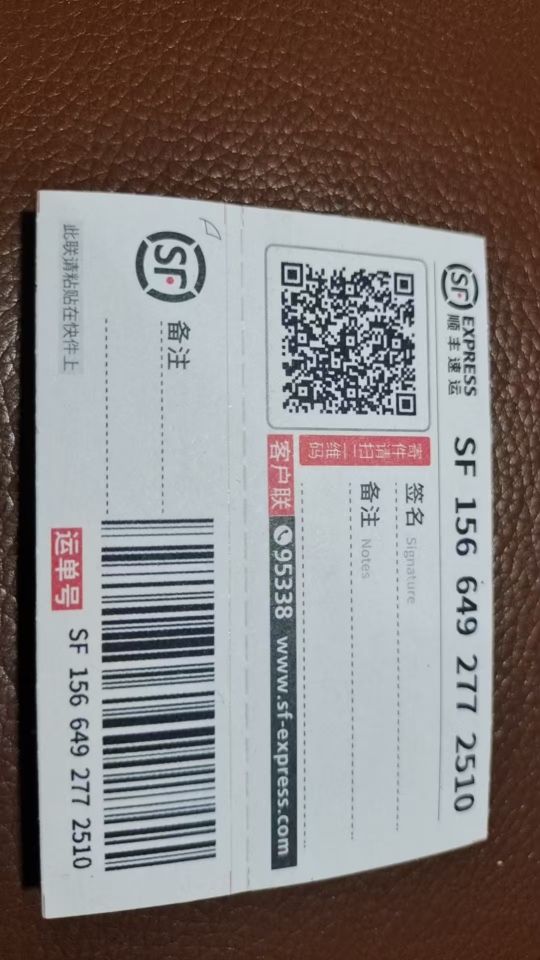 SF EXPRESS
顺丰速运
SF 156 649 277 2510
签名 Signature
备注 Notes
寄件请扫二维码
客户联
95338 www.sf-express.com
SF
备注
此联请粘贴在快件上
运单号
SF 156 649 277 2510